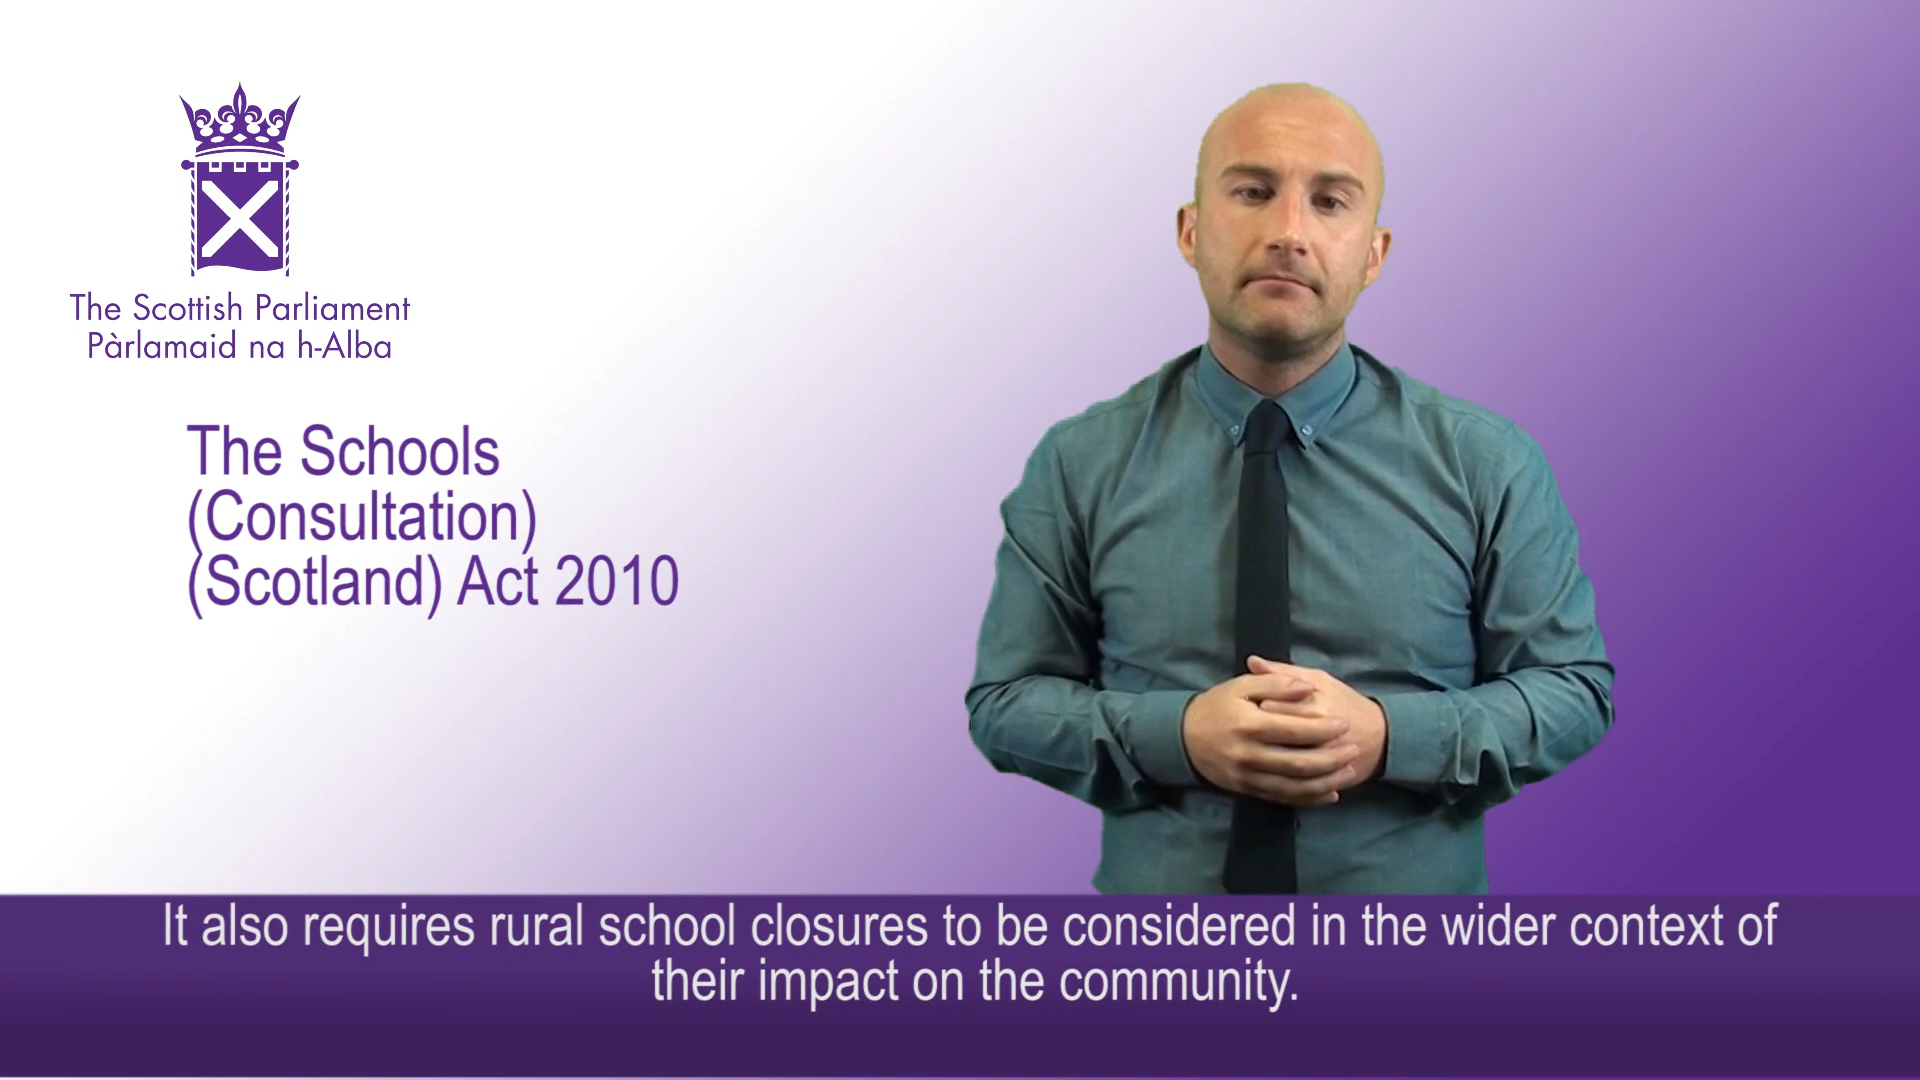 The Scottish Parliament
Pàrlamaid na h-Alba
The Schools
(Consultation)
(Scotland) Act 2010
It also requires rural school closures to be considered in the wider context of
their impact on the community.